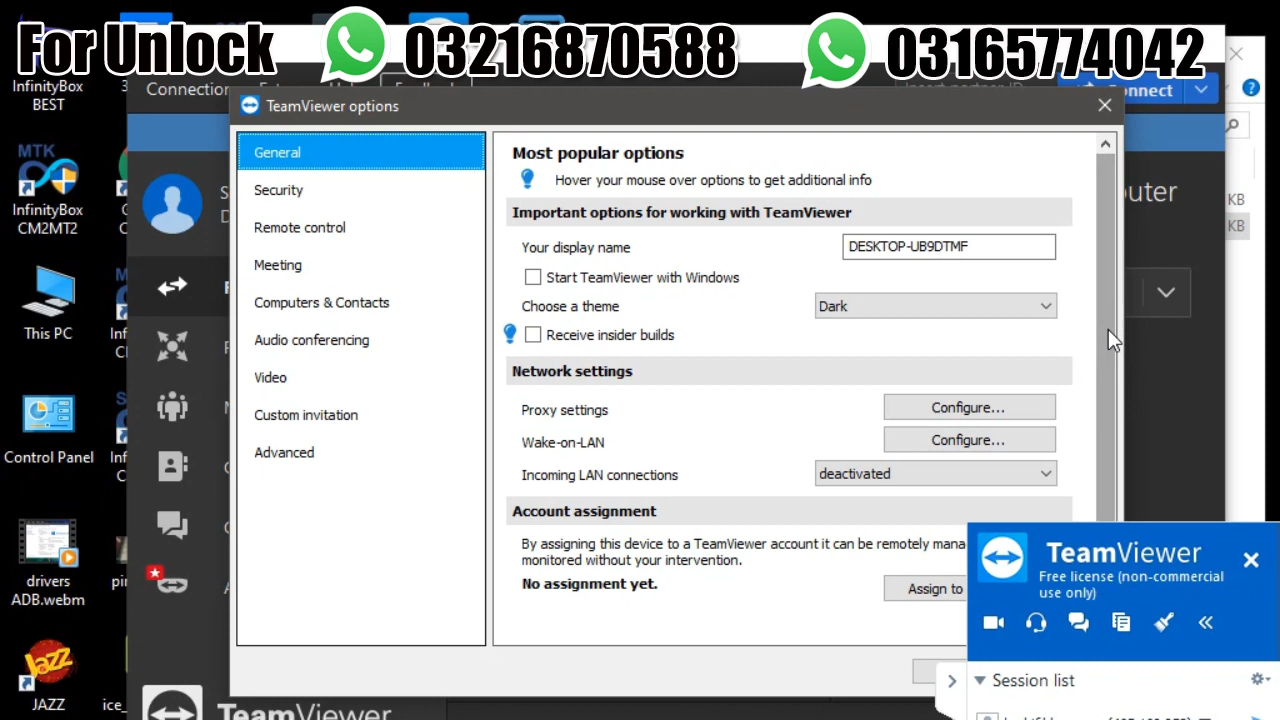 For Unlock
03216870588
03165774042
InfinityBox
BEST
MTK
InfinityBox
CM2MT2
This PC
Control Panel
drivers
ADB.webm
JAZZ
TeamViewer options
General
Security
Remote control
Meeting
Computers & Contacts
Audio conferencing
Video
Custom invitation
Advanced
Most popular options
Hover your mouse over options to get additional info
Important options for working with TeamViewer
Your display name
DESKTOP-UB9DTMF
Start TeamViewer with Windows
Choose a theme
Dark
Receive insider builds
Network settings
Proxy settings
Configure...
Wake-on-LAN
Configure...
Incoming LAN connections
deactivated
Account assignment
By assigning this device to a TeamViewer account it can be remotely mana
monitored without your intervention.
No assignment yet.
Assign to
KB
KB
TeamViewer
Free license (non-commercial
use only)
Session list
TeamViewer